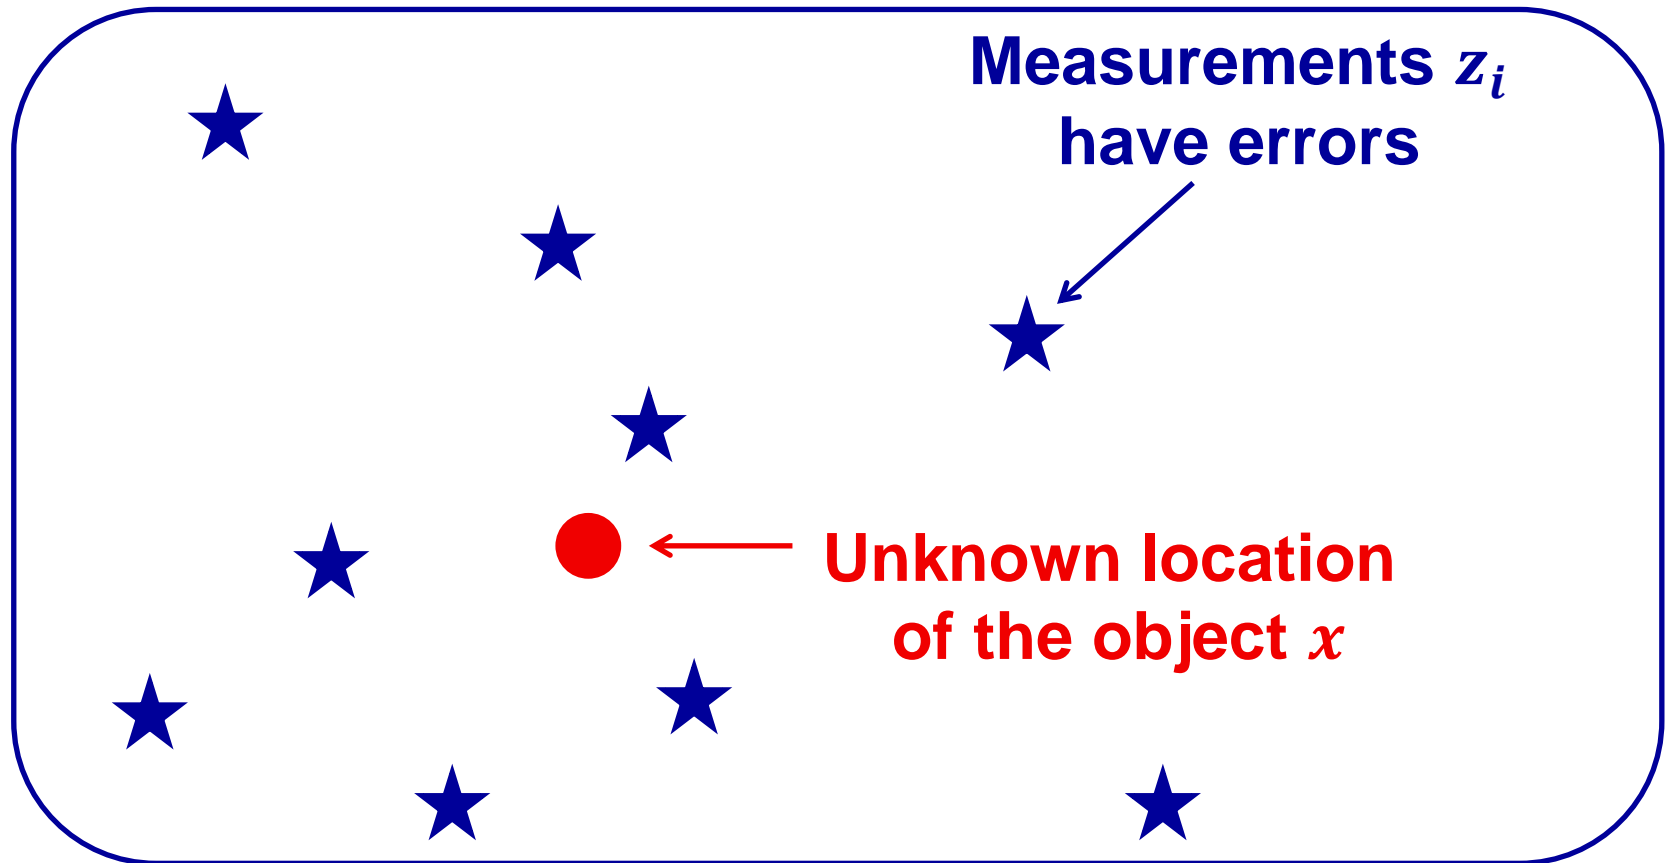 Measurements zᵢ
have errors
Unknown location
of the object x